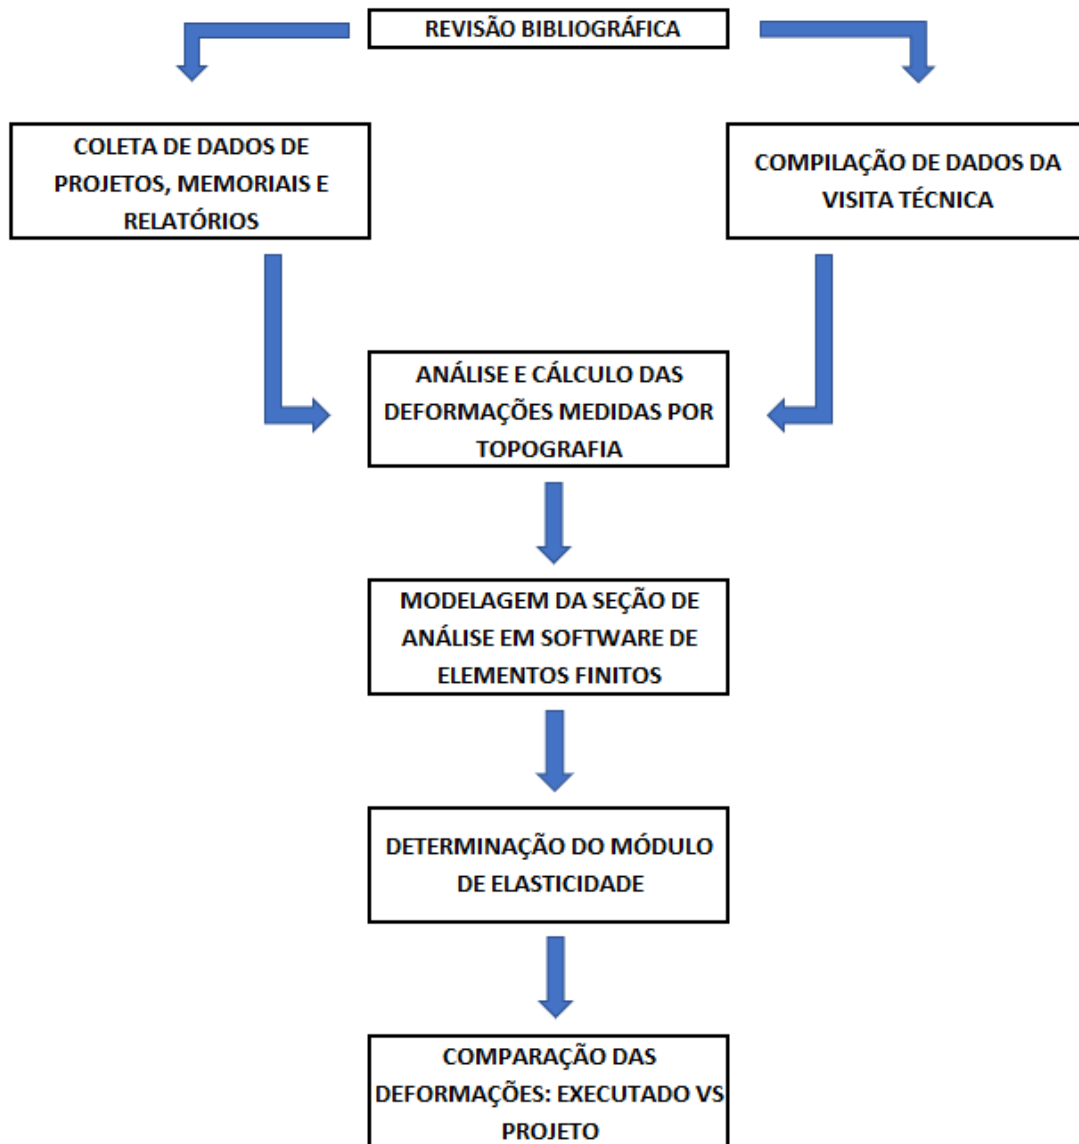 REVISÃO BIBLIOGRÁFICA
COLETA DE DADOS DE
PROJETOS, MEMORIAIS E
RELATÓRIOS
COMPILAÇÃO DE DADOS DA
VISITA TÉCNICA
ANÁLISE E CÁLCULO DAS
DEFORMAÇÕES MEDIDAS POR
TOPOGRAFIA
MODELAGEM DA SEÇÃO DE
ANÁLISE EM SOFTWARE DE
ELEMENTOS FINITOS
DETERMINAÇÃO DO MÓDULO
DE ELASTICIDADE
COMPARAÇÃO DAS
DEFORMAÇÕES: EXECUTADO VS
PROJETO